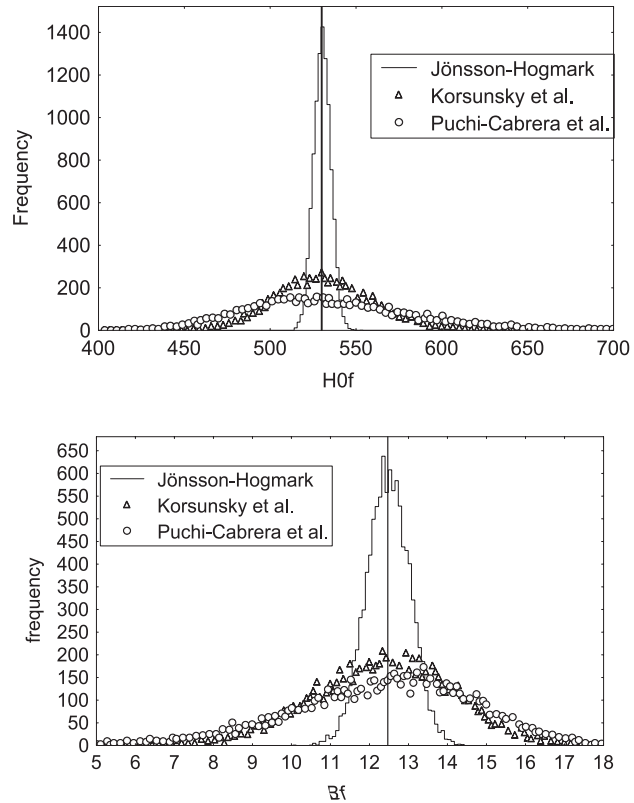 1400
1200
1000
800
600
400
200
0
Frequency
Jönsson-Hogmark
Korsunsky et al.
Puchi-Cabrera et al.
400 450 500 550 600 650 700
H0f
650
600
550
500
450
400
350
300
250
200
150
100
50
0
frequency
Jönsson-Hogmark
Korsunsky et al.
Puchi-Cabrera et al.
5 6 7 8 9 10 11 12 13 14 15 16 17 18